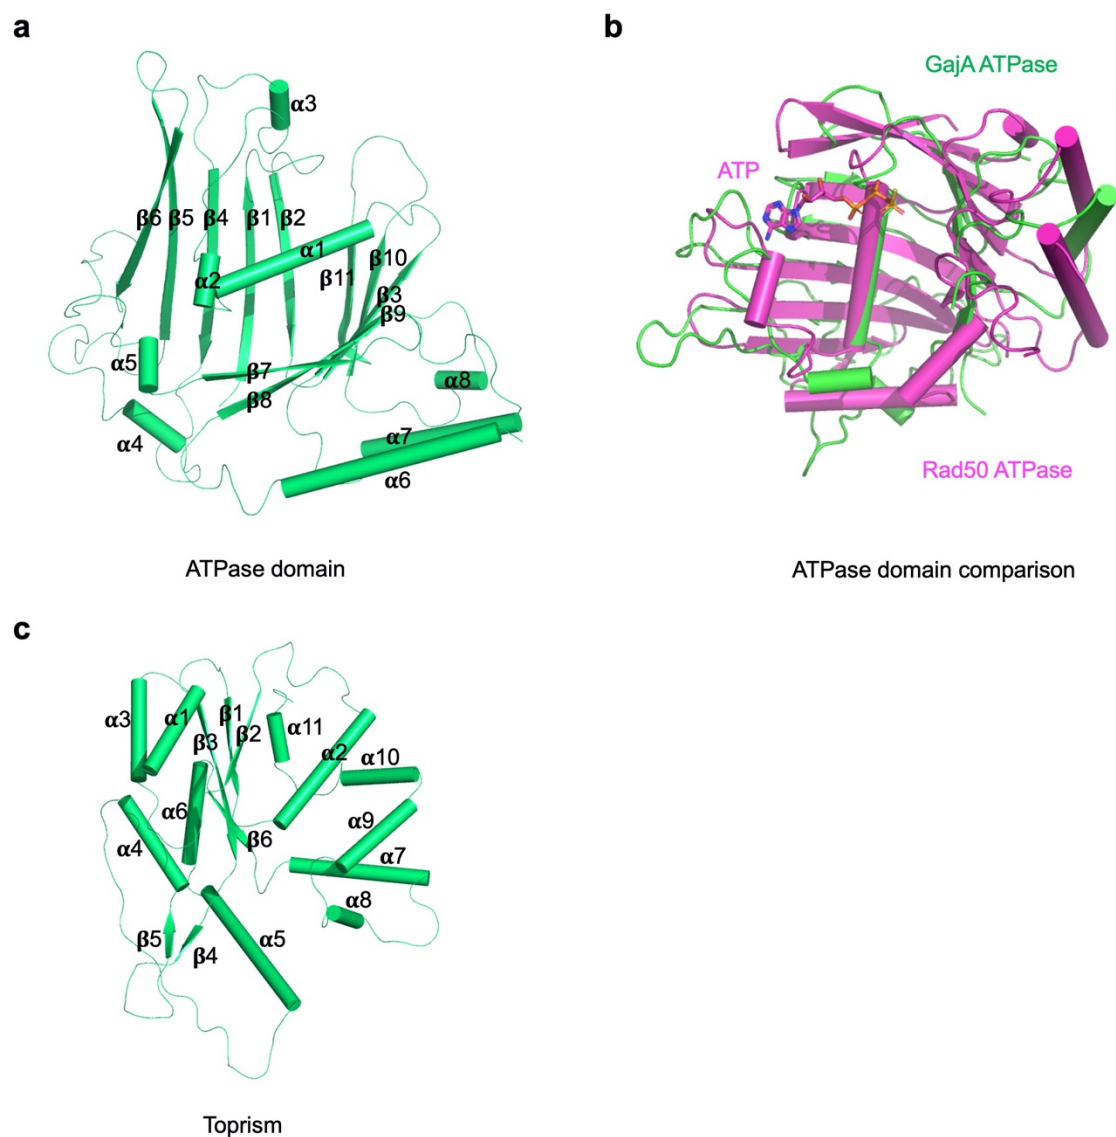 a
α3
β6
β5
β4
β1
β2
α1
α2
β11
β10
β3
β9
α5
β7
α8
β8
α4
α7
α6
ATPase domain
b
GajA ATPase
ATP
Rad50 ATPase
ATPase domain comparison
c
α3
α1
β1
β2
β3
α11
α2
α10
α6
α9
β6
α4
α7
α8
β5
β4
α5
Toprism